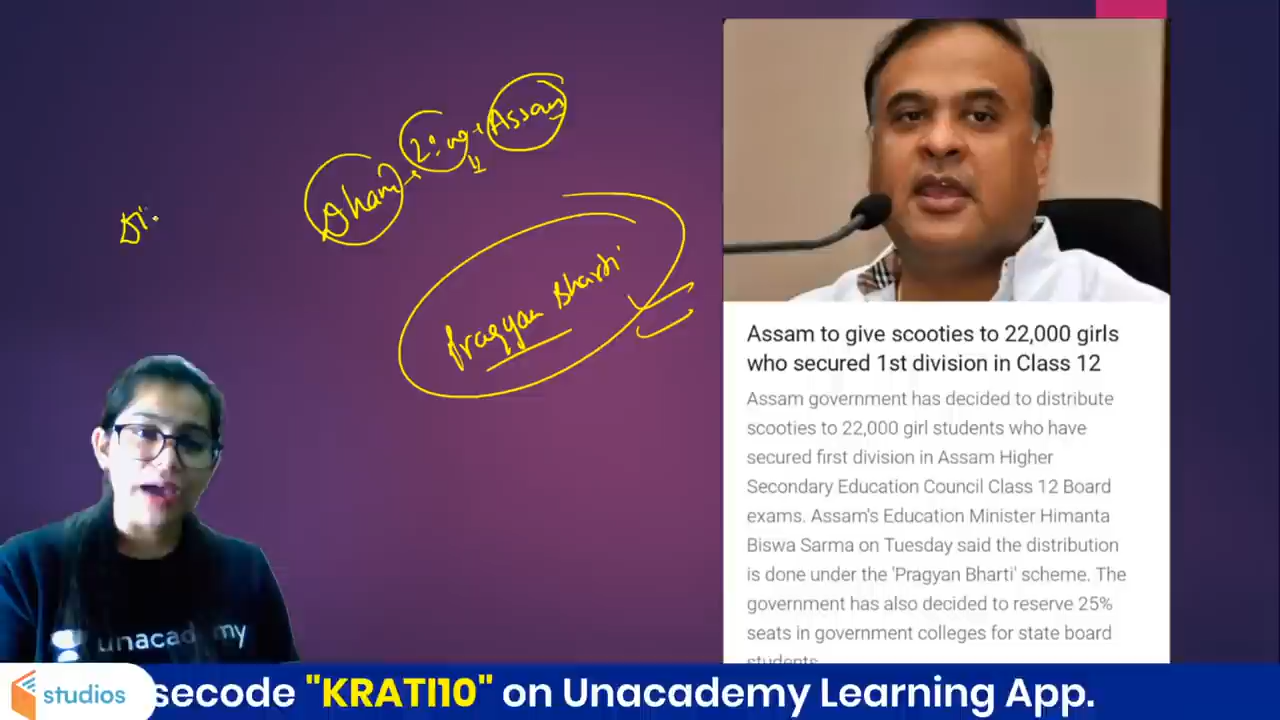 Assam
Dham
Di
Pragyan Bharti
Assam to give scooties to 22,000 girls
who secured 1st division in Class 12
Assam government has decided to distribute
scooties to 22,000 girl students who have
secured first division in Assam Higher
Secondary Education Council Class 12 Board
exams. Assam's Education Minister Himanta
Biswa Sarma on Tuesday said the distribution
is done under the 'Pragyan Bharti' scheme. The
government has also decided to reserve 25%
seats in government colleges for state board
students
unacademy
studios
secode "KRATI10" on Unacademy Learning App.